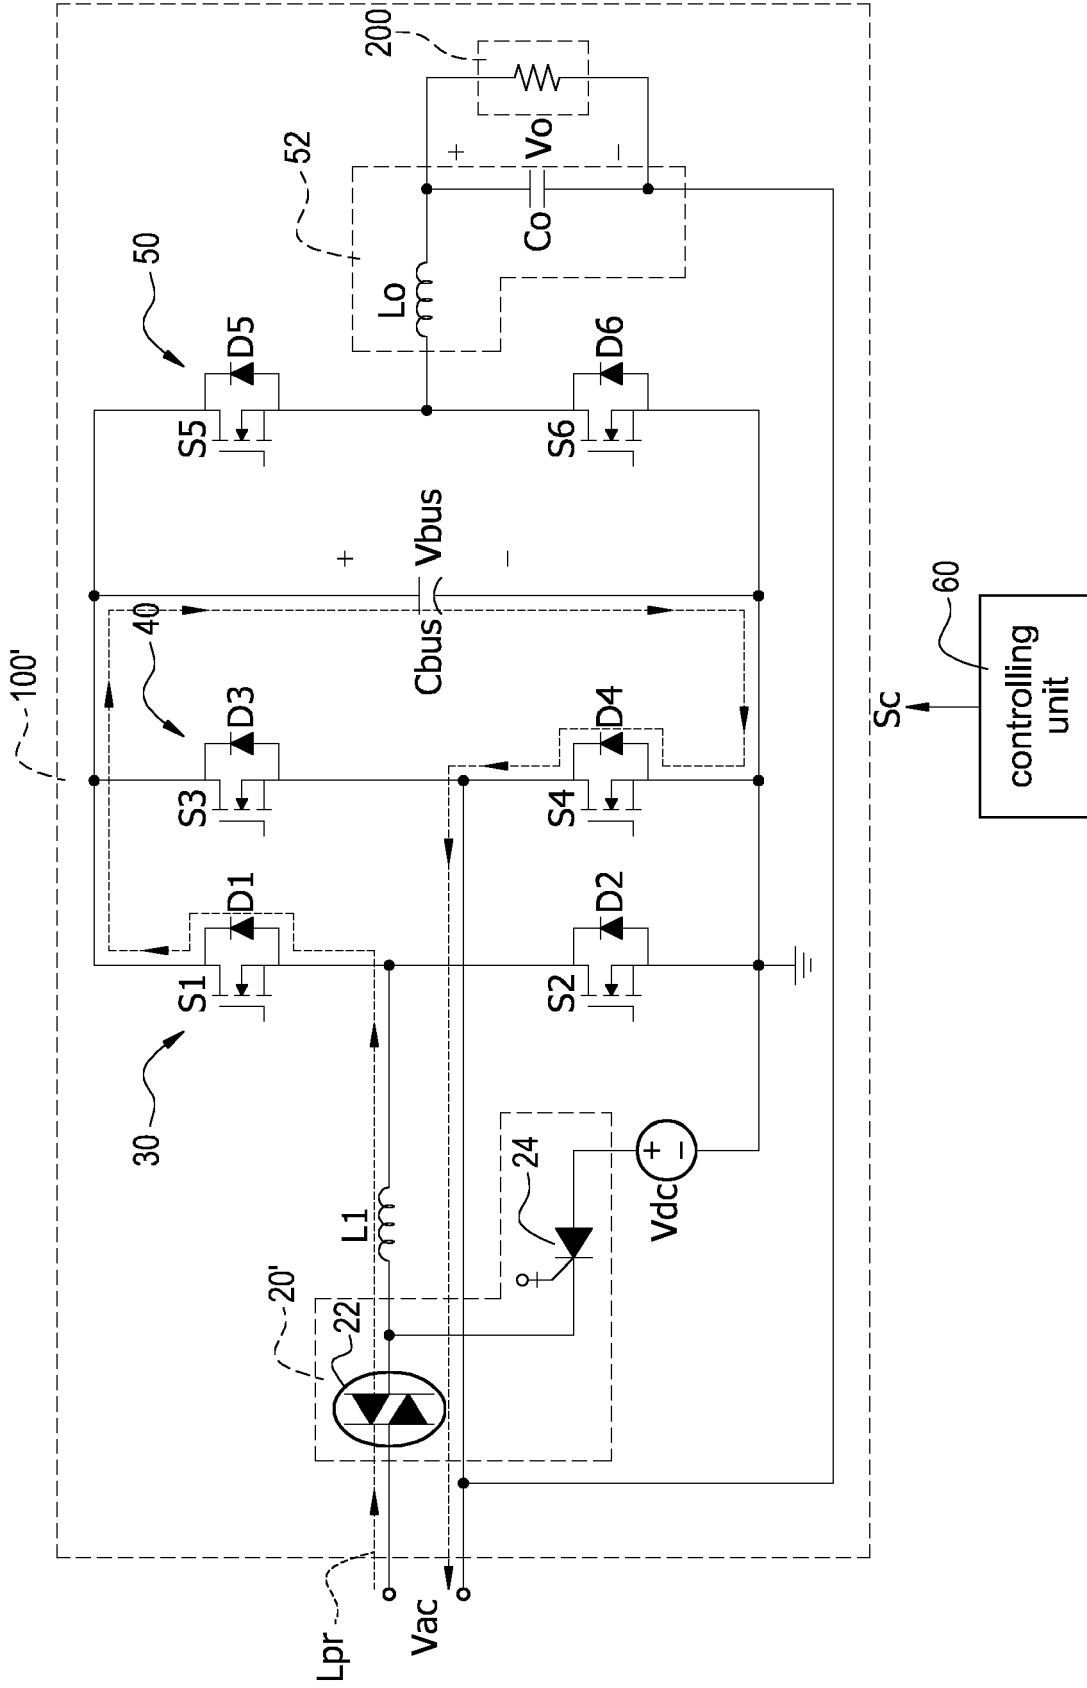 100'
30
40
50
52
200
S1
D1
S3
D3
S5
D5
20'
22
L1
Lpr
Vac
24
Vdc
+
−
S2
D2
S4
D4
Cbus
Vbus
+
−
S6
D6
Lo
Co
Vo
+
−
Sc
60
controlling
unit